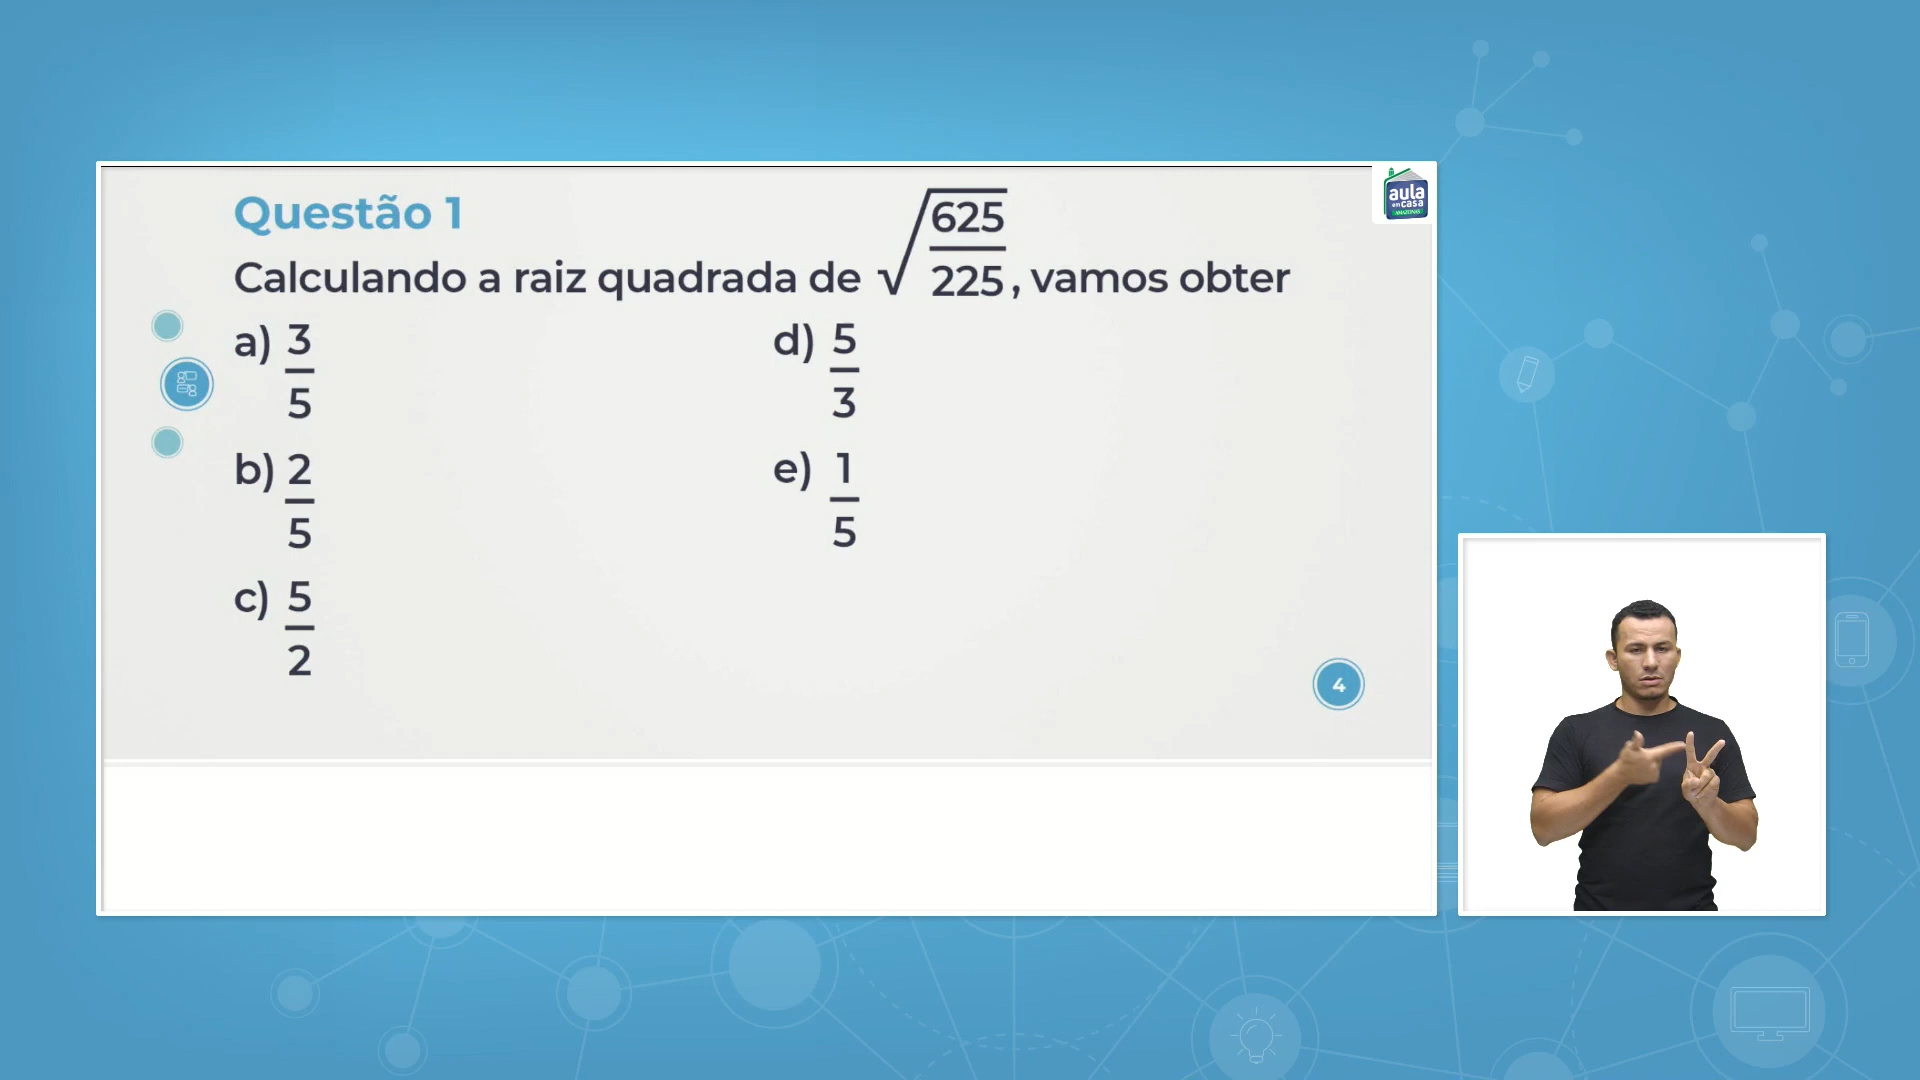 Questão 1
Calculando a raiz quadrada de √625/225, vamos obter
a) 3/5
b) 2/5
c) 5/2
d) 5/3
e) 1/5
4
aula
em casa
AMAZONAS